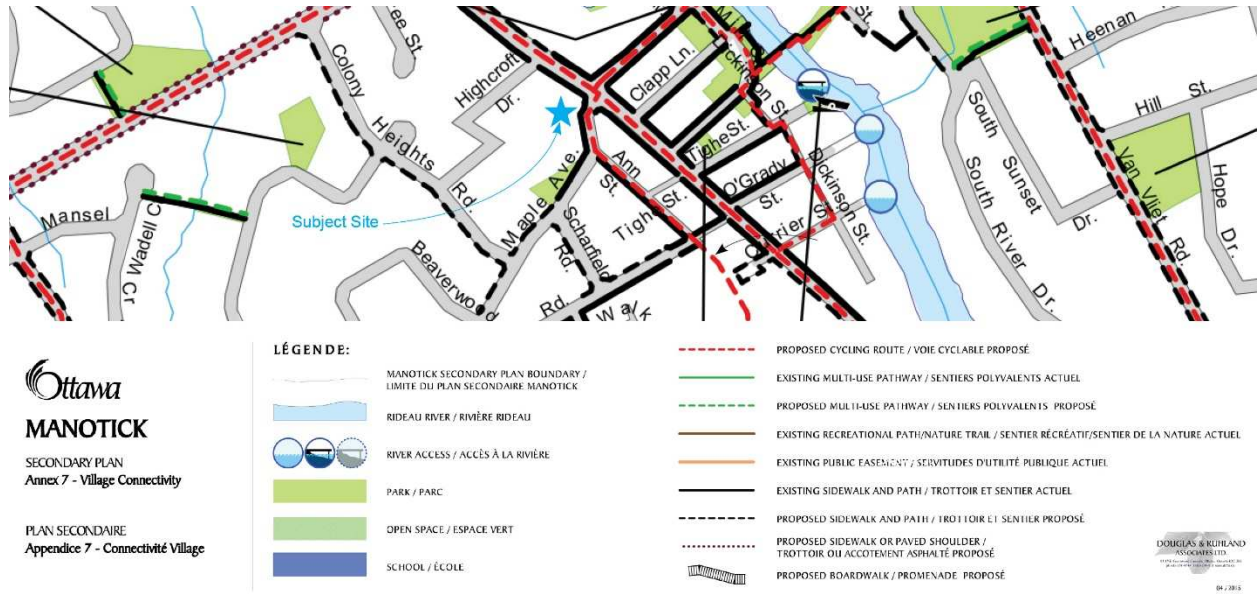 Colony
Heights
Rd.
Highcroft
Dr.
Clapp Ln.
Dickinson St.
Tighe St.
O'Grady
St.
Dickinson St.
Ann
St.
Tighe St.
Maple Ave.
Scharfield
Rd.
Beaverwood
Rd.
Mansel
Cr
Wadell Cr
Subject Site
South River Dr.
South
Sunset
Dr.
Van Vliet
Rd.
Hill St.
Hope
Dr.
Heenan
Ottawa
MANOTICK
SECONDARY PLAN
Annex 7 - Village Connectivity
PLAN SECONDAIRE
Appendice 7 - Connectivité Village
LÉGENDE:
MANOTICK SECONDARY PLAN BOUNDARY /
LIMITE DU PLAN SECONDAIRE MANOTICK
RIDEAU RIVER / RIVIÈRE RIDEAU
RIVER ACCESS / ACCÈS À LA RIVIÈRE
PARK / PARC
OPEN SPACE / ESPACE VERT
SCHOOL / ÉCOLE
PROPOSED CYCLING ROUTE / VOIE CYCLABLE PROPOSÉ
EXISTING MULTI-USE PATHWAY / SENTIERS POLYVALENTS ACTUEL
PROPOSED MULTI-USE PATHWAY / SENTIERS POLYVALENTS PROPOSÉ
EXISTING RECREATIONAL PATH/NATURE TRAIL / SENTIER RÉCRÉATIF/SENTIER DE LA NATURE ACTUEL
EXISTING PUBLIC EASEMENT / SERVITUDES D'UTILITÉ PUBLIQUE ACTUEL
EXISTING SIDEWALK AND PATH / TROTTOIR ET SENTIER ACTUEL
PROPOSED SIDEWALK AND PATH / TROTTOIR ET SENTIER PROPOSÉ
PROPOSED SIDEWALK OR PAVED SHOULDER /
TROTTOIR OU ACCOTEMENT ASPHALTÉ PROPOSÉ
PROPOSED BOARDWALK / PROMENADE PROPOSÉ
DOUGLAS & RUHLAND
ASSOCIATES LTD.
04 / 2015